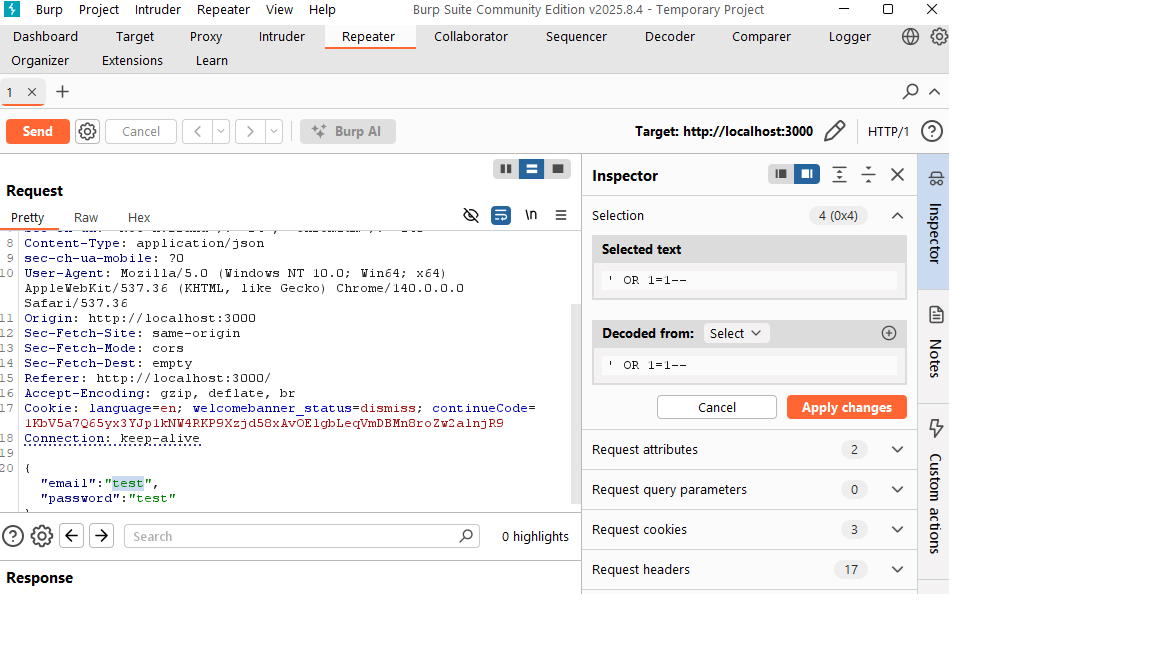 Burp Project Intruder Repeater View Help Burp Suite Community Edition v2025.8.4 - Temporary Project
Dashboard Target Proxy Intruder Repeater Collaborator Sequencer Decoder Comparer Logger
Organizer Extensions Learn
1
Send Cancel Burp AI Target: http://localhost:3000 HTTP/1
Request
Pretty Raw Hex \n
8 Content-Type: application/json
9 sec-ch-ua-mobile: ?0
10 User-Agent: Mozilla/5.0 (Windows NT 10.0; Win64; x64)
AppleWebKit/537.36 (KHTML, like Gecko) Chrome/140.0.0.0
Safari/537.36
11 Origin: http://localhost:3000
12 Sec-Fetch-Site: same-origin
13 Sec-Fetch-Mode: cors
14 Sec-Fetch-Dest: empty
15 Referer: http://localhost:3000/
16 Accept-Encoding: gzip, deflate, br
17 Cookie: language=en; welcomebanner_status=dismiss; continueCode=
18 Connection: keep-alive
19
20 {
"email":"test",
"password":"test"
Search 0 highlights
Response
Inspector
Selection 4 (0x4)
Selected text
' OR 1=1--
Decoded from: Select
' OR 1=1--
Cancel Apply changes
Request attributes 2
Request query parameters 0
Request cookies 3
Request headers 17
Inspector
Notes
Custom actions